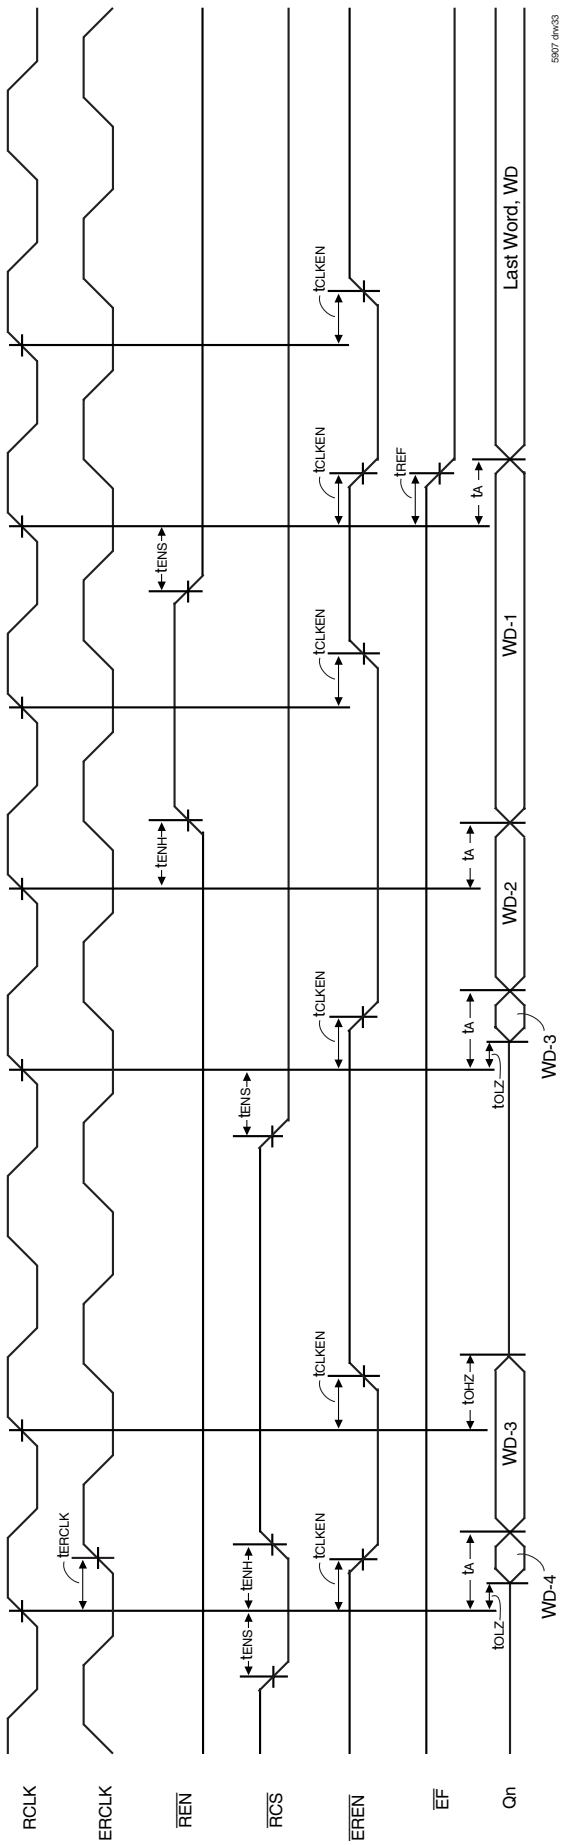 RCLK
tERCLK
ERCLK
tENH
tENS
REN
tENS
tENH
tENS
RCS
tCLKEN
tCLKEN
tCLKEN
tCLKEN
tCLKEN
tCLKEN
EREN
tREF
EF
tA
tOHZ
tA
tA
tA
tOLZ
tOLZ
Qn
WD-3
WD-2
WD-1
Last Word, WD
WD-4
WD-3
5907 drw33